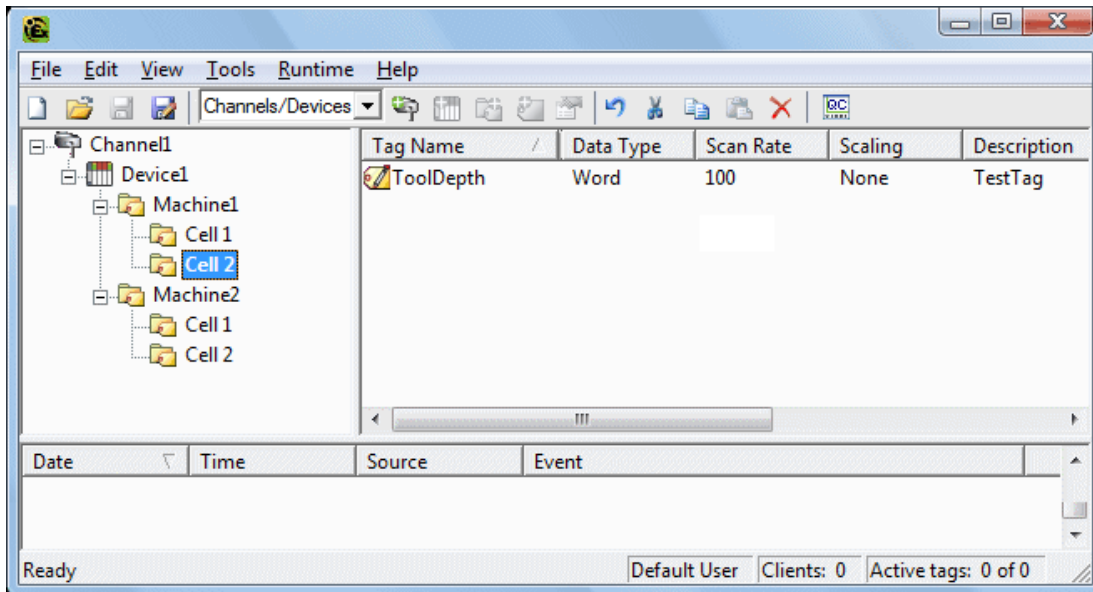 File Edit View Tools Runtime Help
Channels/Devices
Channel1
Device1
Machine1
Cell 1
Cell 2
Machine2
Cell 1
Cell 2
Tag Name Data Type Scan Rate Scaling Description
ToolDepth Word 100 None TestTag
Date Time Source Event
Ready Default User Clients: 0 Active tags: 0 of 0